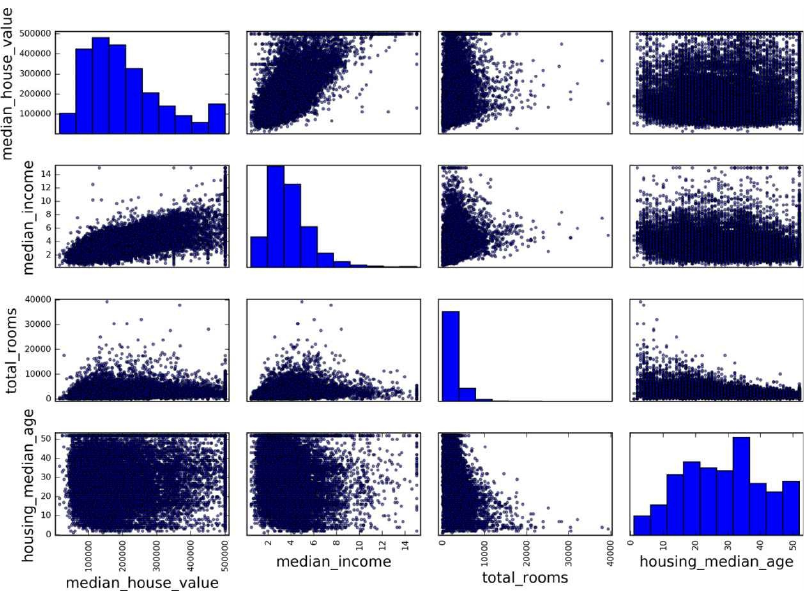 median_house_value
500000
400000
300000
200000
100000
median_income
14
12
10
8
6
4
2
total_rooms
40000
30000
20000
10000
0
housing_median_age
50
40
30
20
10
0
100000 200000 300000 400000 500000
2 4 6 8 10 12 14
0 10000 20000 30000 40000
0 10 20 30 40 50
median_house_value median_income total_rooms housing_median_age